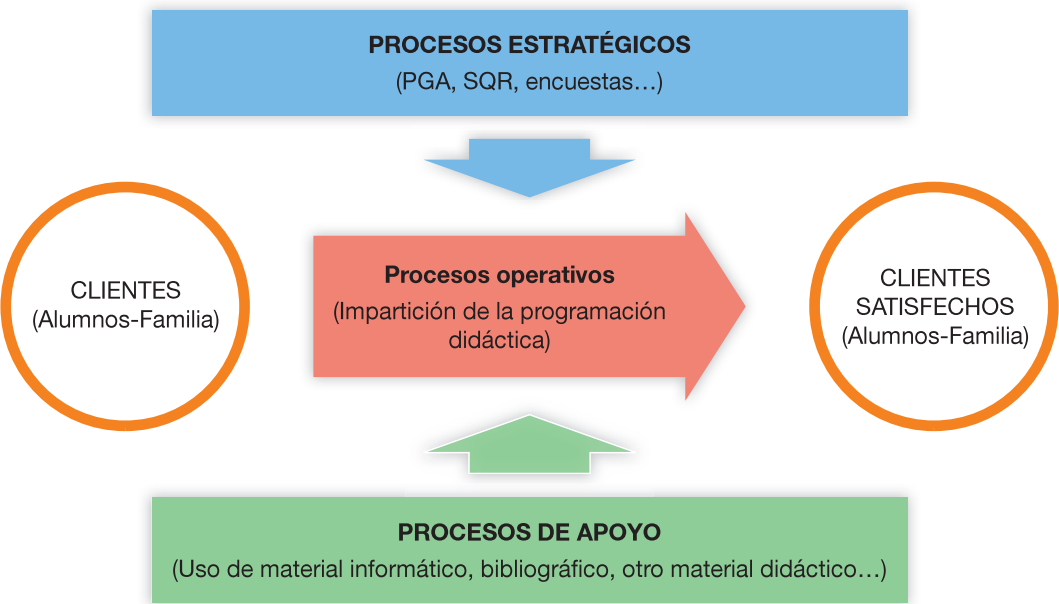 PROCESOS ESTRATÉGICOS
(PGA, SQR, encuestas…)
CLIENTES
(Alumnos-Familia)
Procesos operativos
(Impartición de la programación
didáctica)
CLIENTES
SATISFECHOS
(Alumnos-Familia)
PROCESOS DE APOYO
(Uso de material informático, bibliográfico, otro material didáctico…)